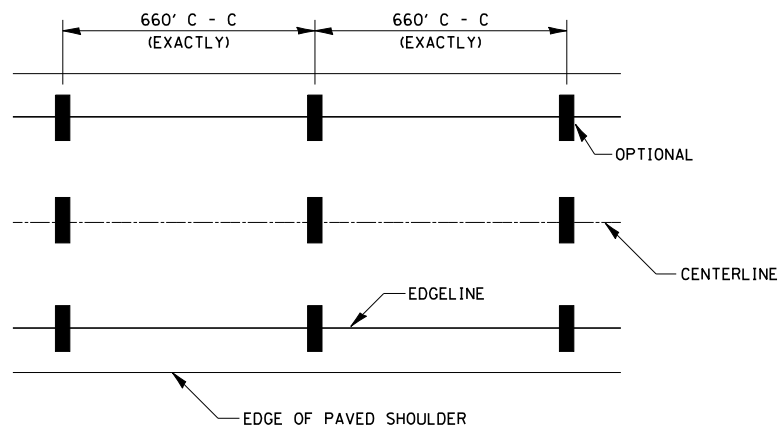 660' C - C
(EXACTLY)
660' C - C
(EXACTLY)
OPTIONAL
CENTERLINE
EDGELINE
EDGE OF PAVED SHOULDER